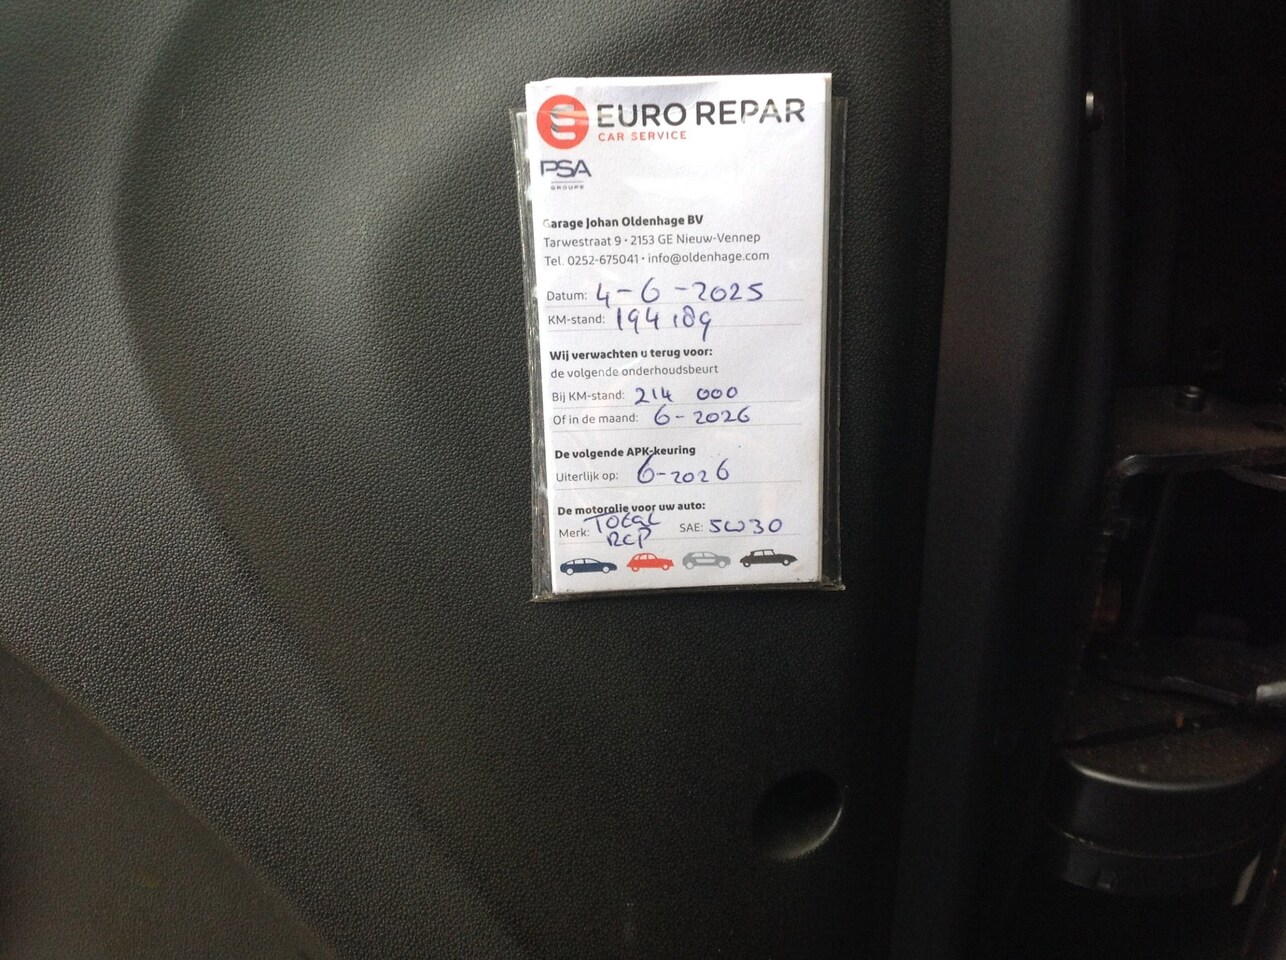 EURO REPAR
CAR SERVICE
PSA
GROUPE
Garage Johan Oldenhage BV
Tarwestraat 9 • 2153 GE Nieuw-Vennep
Tel. 0252-675041 • info@oldenhage.com
Datum: 4-6-2025
KM-stand: 194189
Wij verwachten u terug voor:
de volgende onderhoudsbeurt
Bij KM-stand: 214 000
Of in de maand: 6-2026
De volgende APK-keuring
Uiterlijk op: 6-2026
De motorolie voor uw auto:
Merk: Total RCP SAE: 5W30